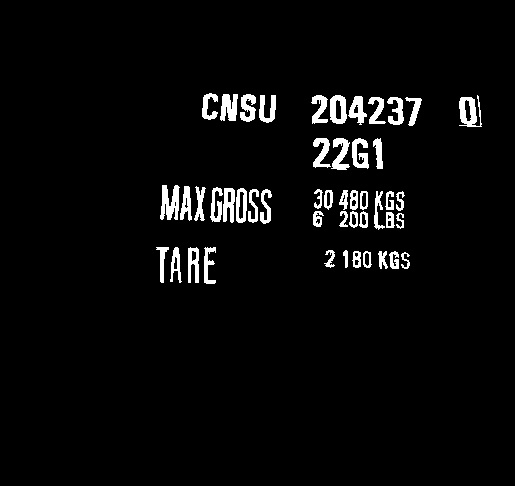 CNSU 204237 0
22G1
MAX GROSS 30 480 KGS
6 200 LBS
TARE 2 180 KGS